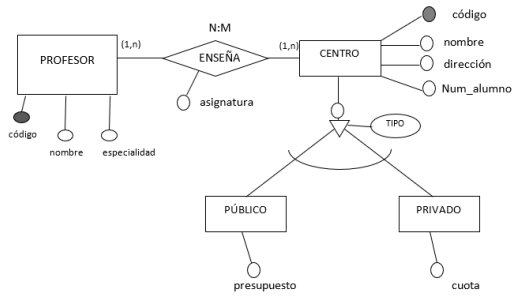 código
N:M
nombre
(1,n)
(1,n)
PROFESOR
ENSEÑA
CENTRO
dirección
Num_alumno
asignatura
código
TIPO
nombre
especialidad
PÚBLICO
PRIVADO
presupuesto
cuota